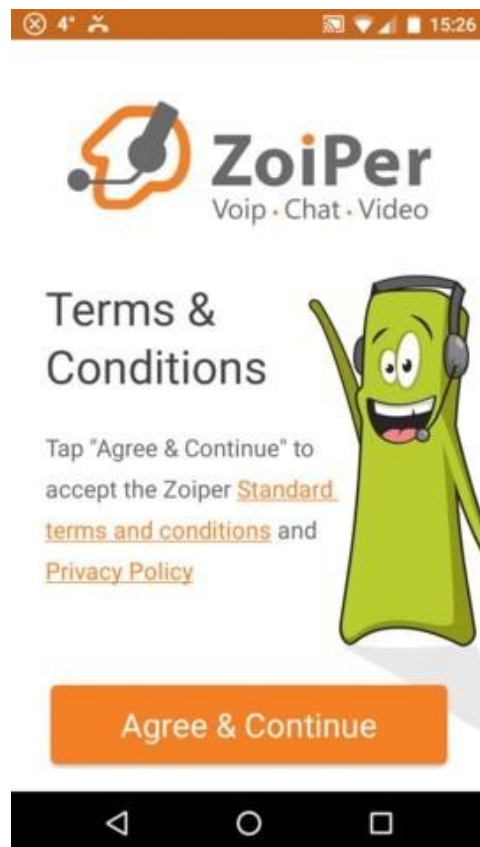 4° 15:26
ZoiPer
Voip · Chat · Video
Terms &
Conditions
Tap "Agree & Continue" to
accept the Zoiper Standard
terms and conditions and
Privacy Policy
Agree & Continue